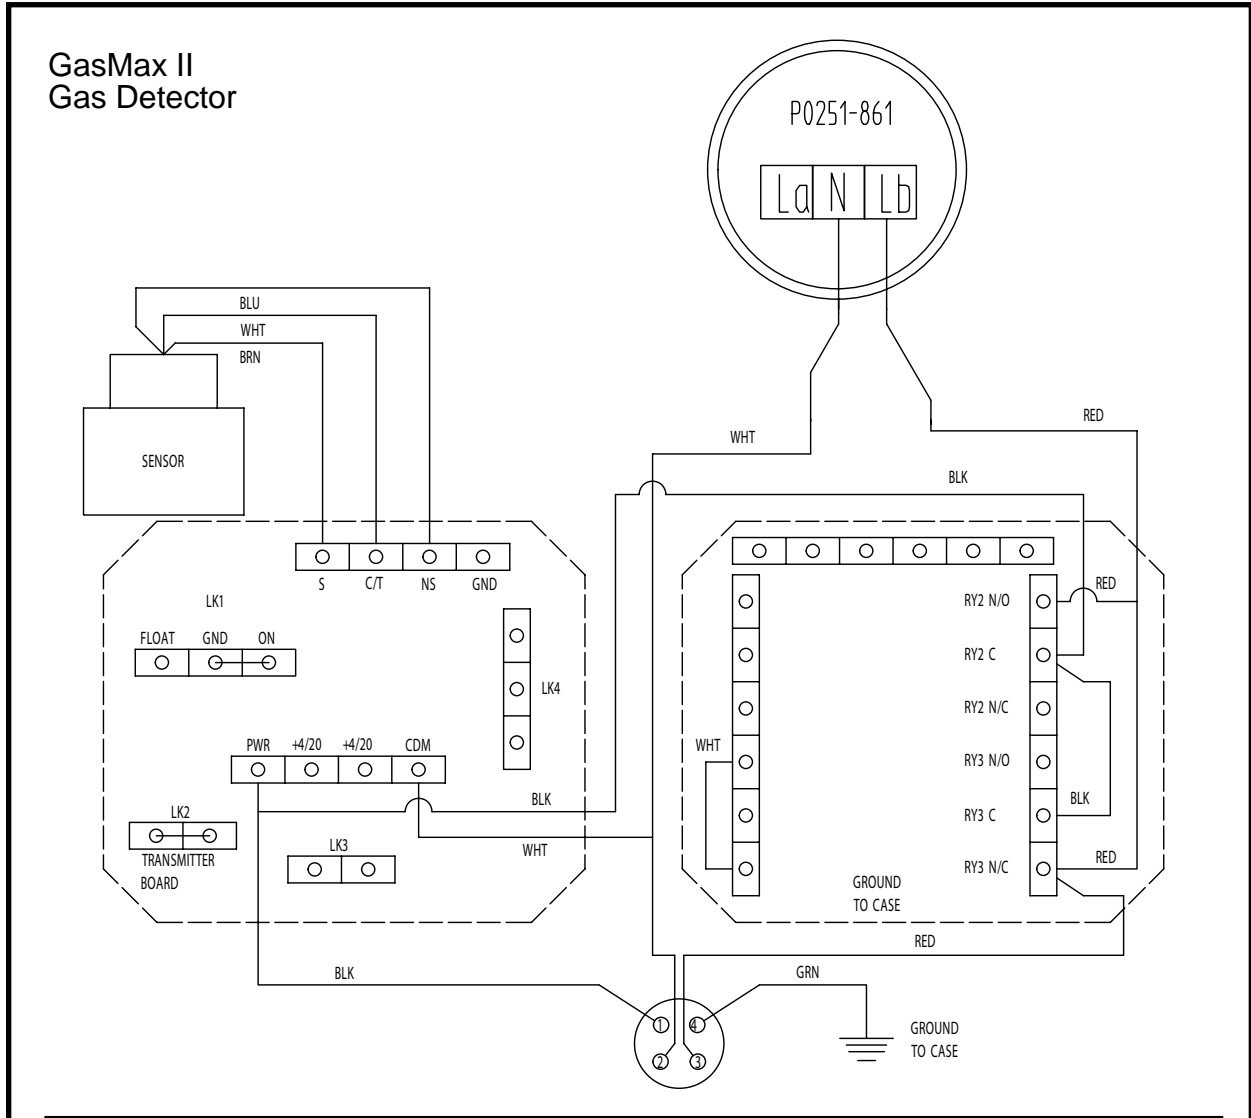 GasMax II
Gas Detector
P0251-861
La N Lb
BLU
WHT
BRN
SENSOR
RED
WHT
BLK
S C/T NS GND
LK1
FLOAT GND ON
LK4
PWR +4/20 +4/20 CDM
BLK
WHT
LK2
TRANSMITTER
BOARD
LK3
RY2 N/O
RED
RY2 C
RY2 N/C
WHT
RY3 N/O
BLK
RY3 C
RED
RY3 N/C
GROUND
TO CASE
RED
BLK
GRN
1 4
2 3
GROUND
TO CASE